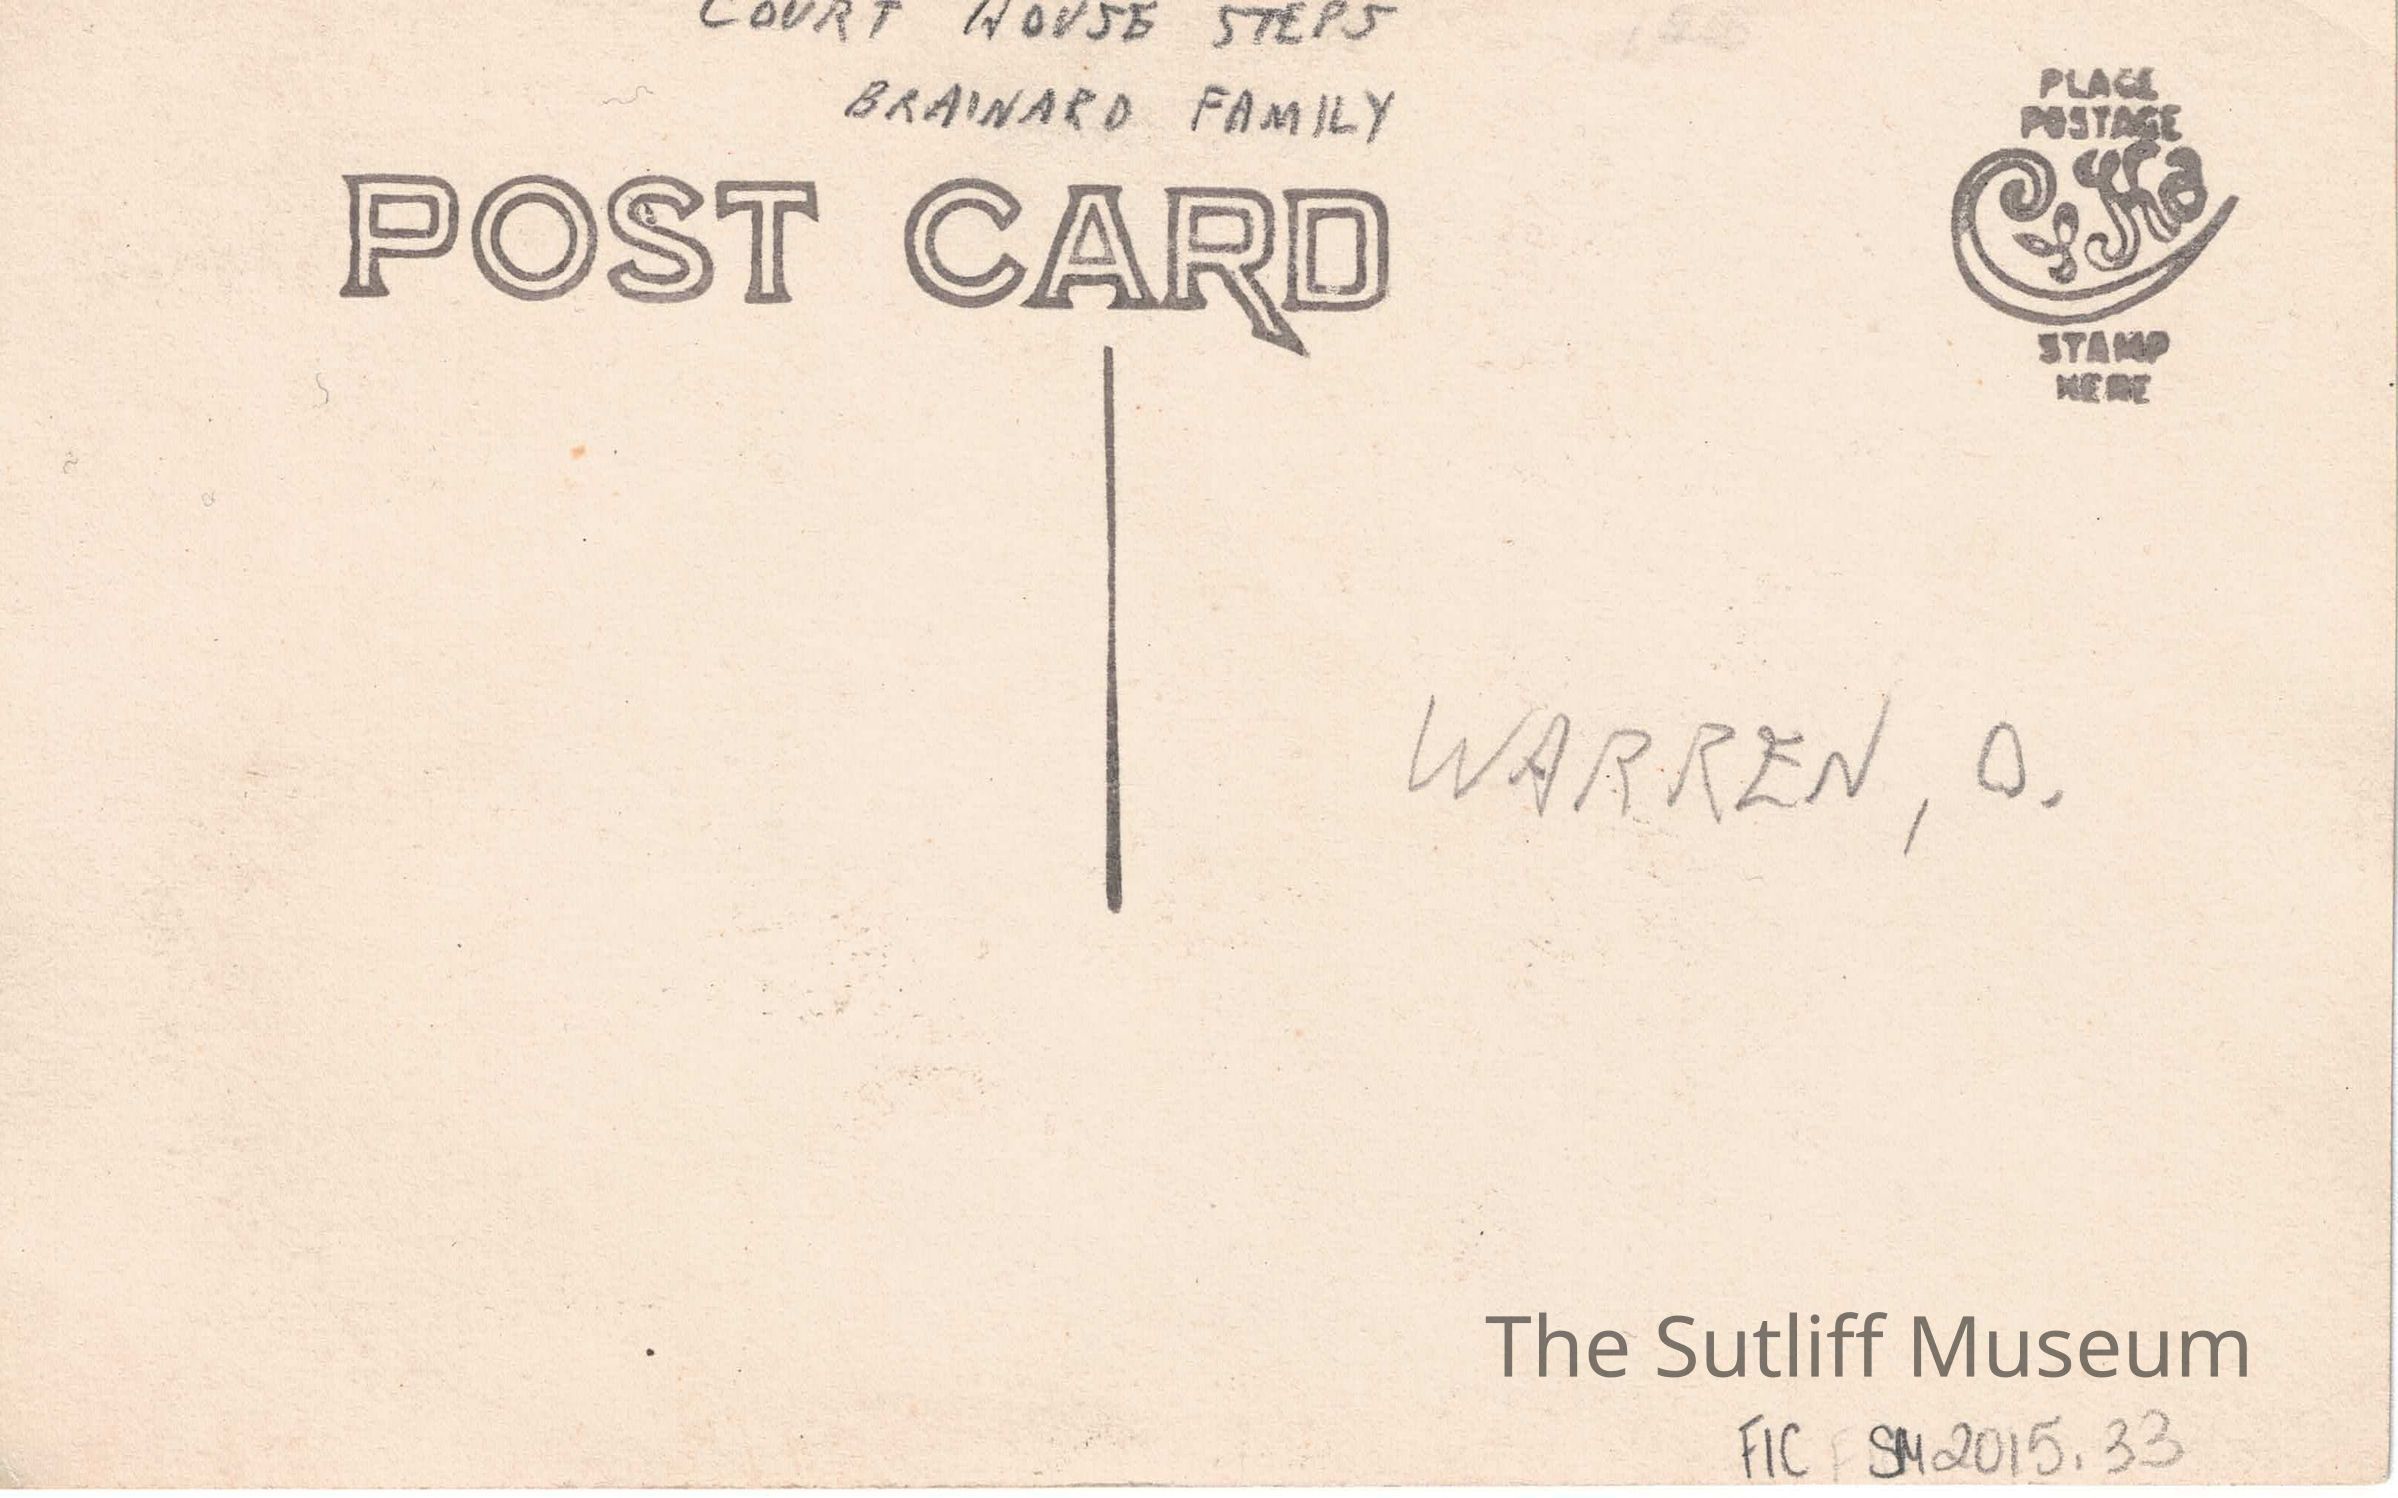 COURT HOUSE STEPS
BRAINARD FAMILY
POST CARD
PLACE
POSTAGE
STAMP
HERE
WARREN, O.
The Sutliff Museum
FIC SM2015.33